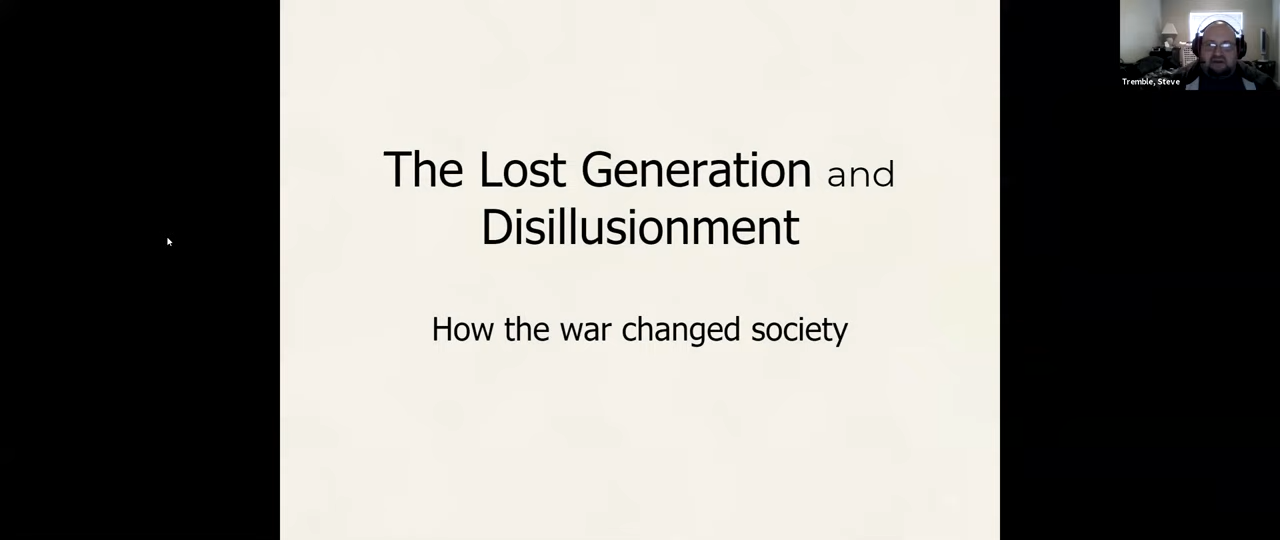 Tremble, Steve
The Lost Generation and
Disillusionment
How the war changed society